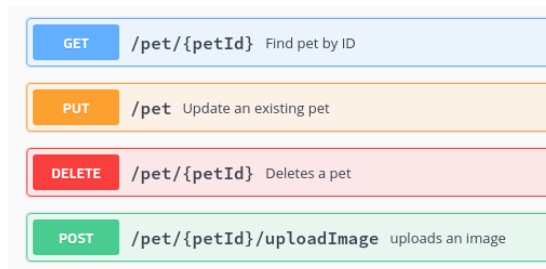 GET /pet/{petId} Find pet by ID
PUT /pet Update an existing pet
DELETE /pet/{petId} Deletes a pet
POST /pet/{petId}/uploadImage uploads an image